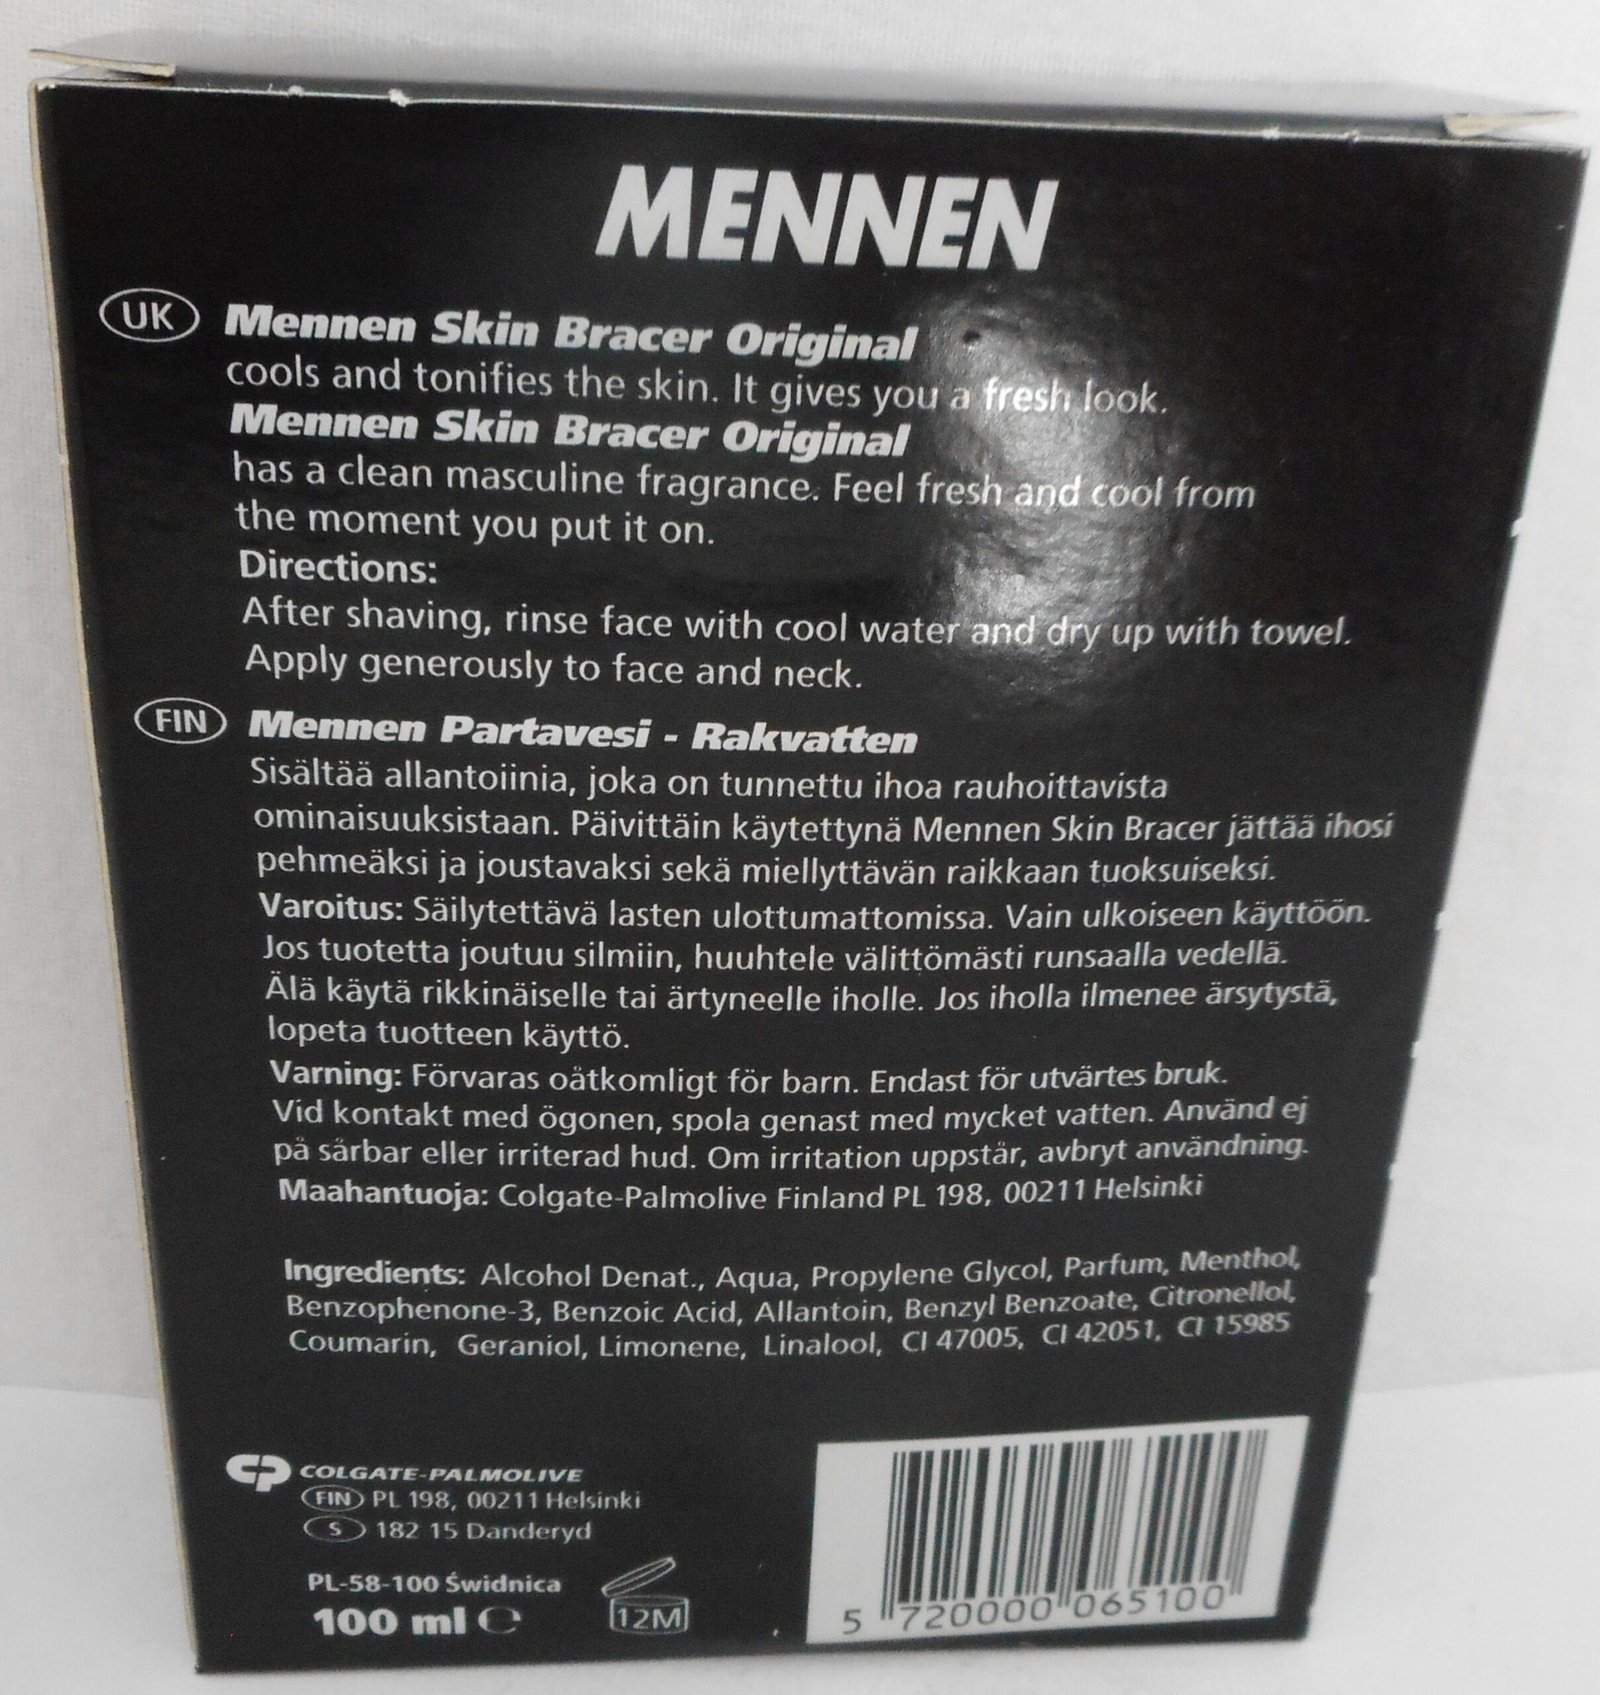 MENNEN
UK Mennen Skin Bracer Original
cools and tonifies the skin. It gives you a fresh look.
Mennen Skin Bracer Original
has a clean masculine fragrance. Feel fresh and cool from
the moment you put it on.
Directions:
After shaving, rinse face with cool water and dry up with towel.
Apply generously to face and neck.
FIN Mennen Partavesi - Rakvatten
Sisältää allantoiinia, joka on tunnettu ihoa rauhoittavista
ominaisuuksistaan. Päivittäin käytettynä Mennen Skin Bracer jättää ihosi
pehmeäksi ja joustavaksi sekä miellyttävän raikkaan tuoksuiseksi.
Varoitus: Säilytettävä lasten ulottumattomissa. Vain ulkoiseen käyttöön.
Jos tuotetta joutuu silmiin, huuhtele välittömästi runsaalla vedellä.
Älä käytä rikkinäiselle tai ärtyneelle iholle. Jos iholla ilmenee ärsytystä,
lopeta tuotteen käyttö.
Varning: Förvaras oåtkomligt för barn. Endast för utvärtes bruk.
Vid kontakt med ögonen, spola genast med mycket vatten. Använd ej
på sårbar eller irriterad hud. Om irritation uppstår, avbryt användning.
Maahantuoja: Colgate-Palmolive Finland PL 198, 00211 Helsinki
Ingredients: Alcohol Denat., Aqua, Propylene Glycol, Parfum, Menthol,
Benzophenone-3, Benzoic Acid, Allantoin, Benzyl Benzoate, Citronellol,
Coumarin, Geraniol, Limonene, Linalool, CI 47005, CI 42051, CI 15985
CP COLGATE-PALMOLIVE
FIN PL 198, 00211 Helsinki
S 182 15 Danderyd
PL-58-100 Świdnica
100 ml e
12M
5 720000 065100